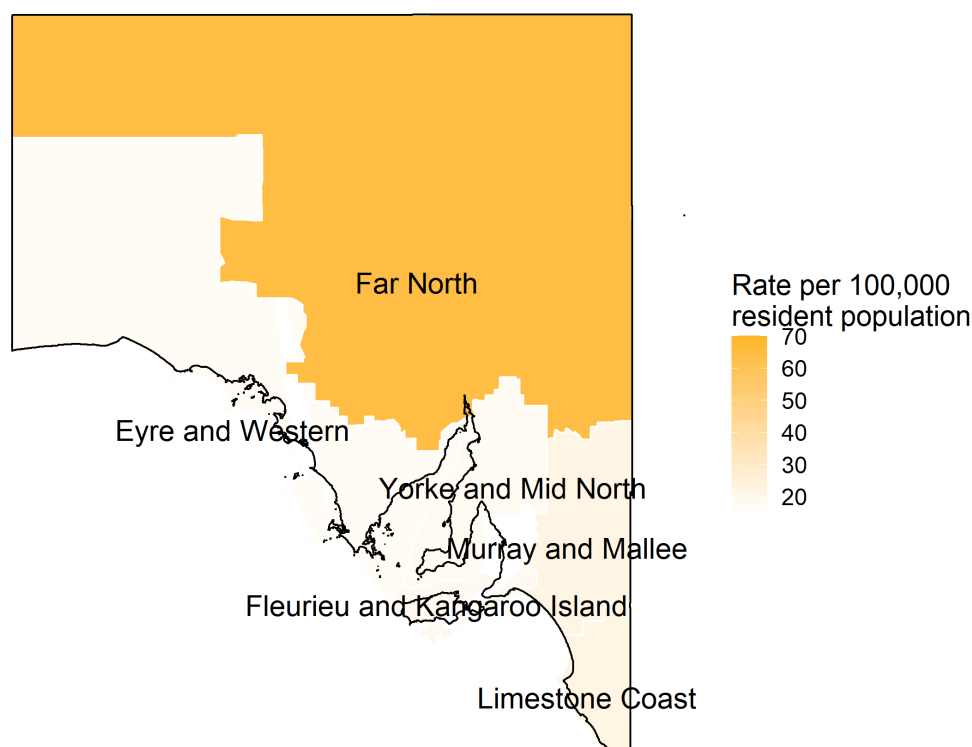 Far North
Rate per 100,000
resident population
70
60
50
40
30
20
Eyre and Western
Yorke and Mid North
Murray and Mallee
Fleurieu and Kangaroo Island
Limestone Coast